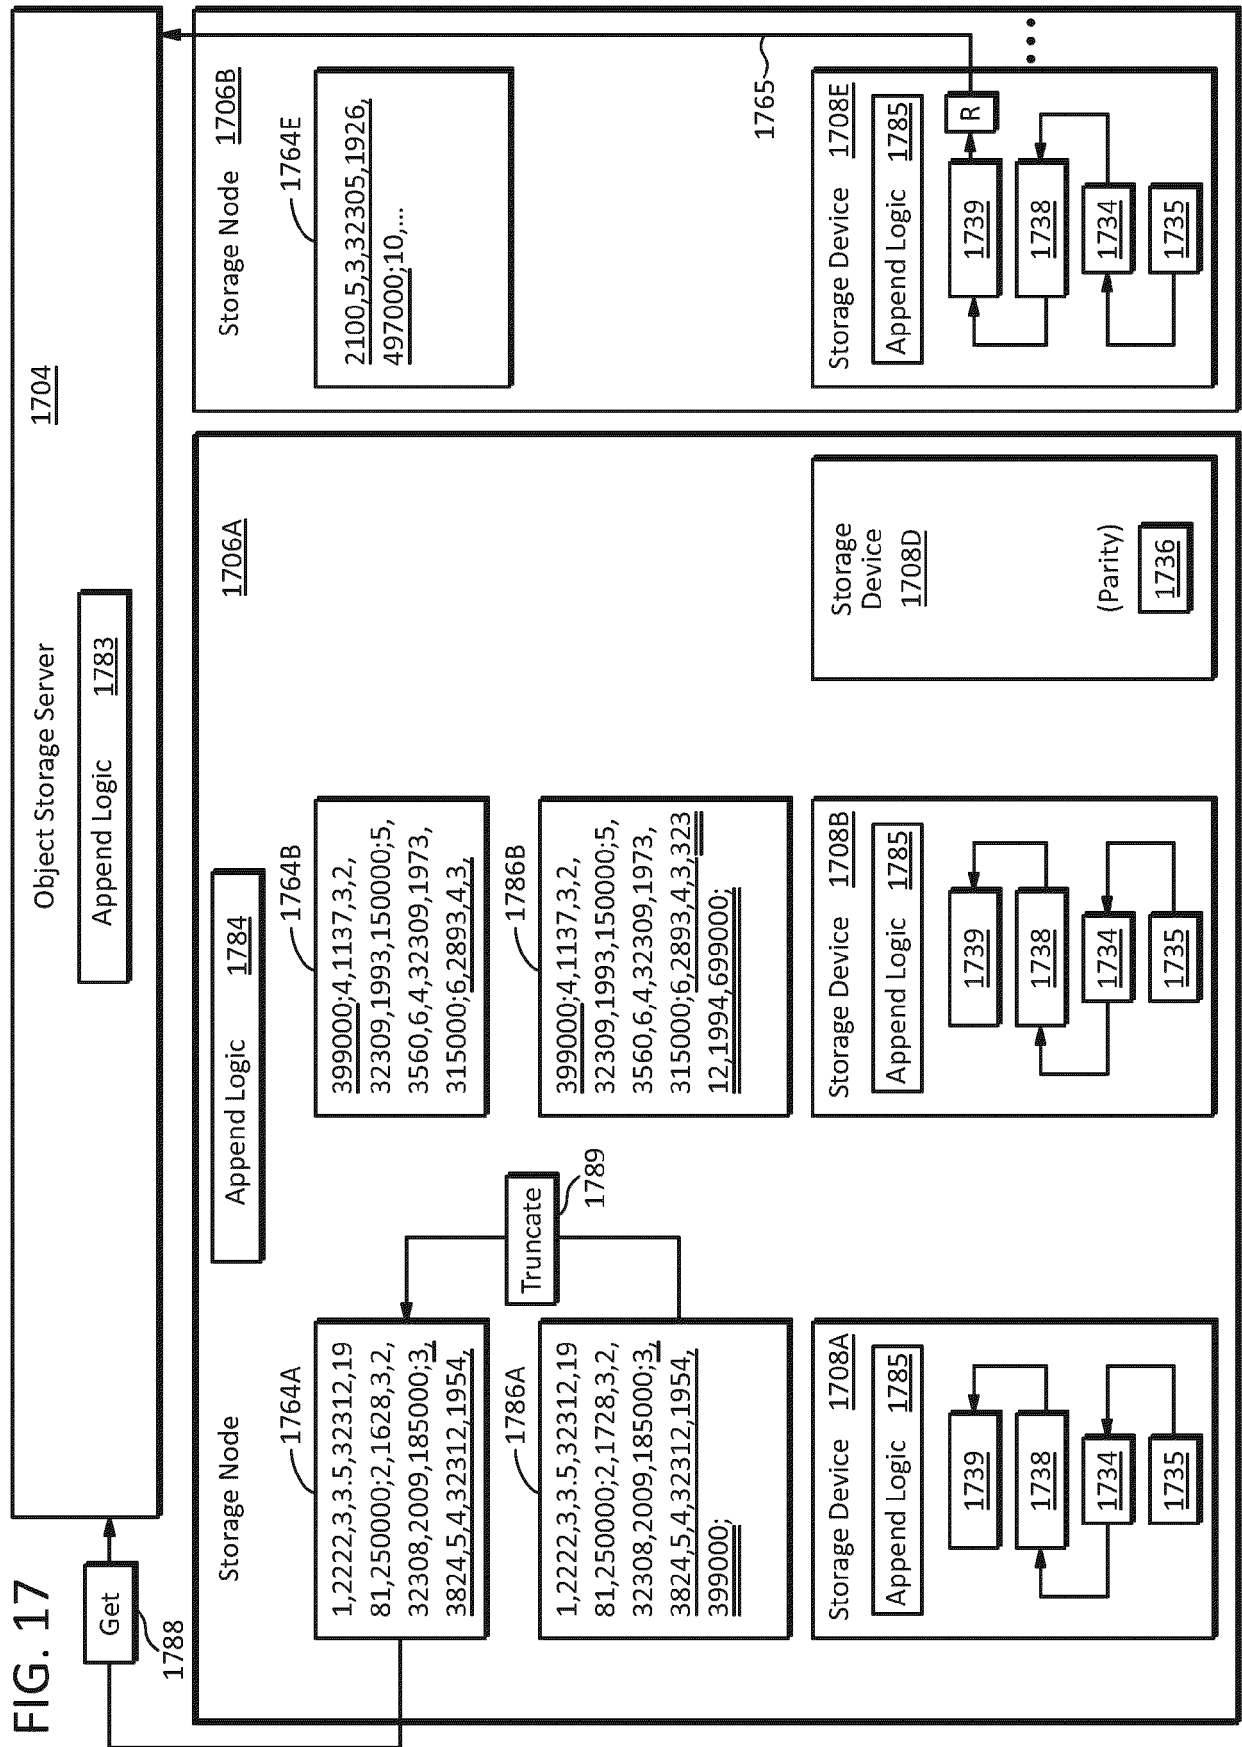 FIG. 17
Get
1788
Object Storage Server
1704
Append Logic 1783
Storage Node
1706A
Append Logic 1784
1764A
1,2222,3,3.5,32312,19
81,250000;2,1628,3,2,
32308,2009,185000;3,
3824,5,4,32312,1954,
1764B
399000;4,1137,3,2,
32309,1993,150000;5,
3560,6,4,32309,1973,
315000;6,2893,4,3,
Truncate
1789
1786A
1,2222,3,3.5,32312,19
81,250000;2,1728,3,2,
32308,2009,185000;3,
3824,5,4,32312,1954,
399000;
1786B
399000;4,1137,3,2,
32309,1993,150000;5,
3560,6,4,32309,1973,
315000;6,2893,4,3,323
12,1994,699000;
Storage Device 1708A
Append Logic 1785
1739
1738
1734
1735
Storage Device 1708B
Append Logic 1785
1739
1738
1734
1735
Storage
Device
1708D
(Parity)
1736
Storage Node 1706B
1764E
2100,5,3,32305,1926,
497000;10,...
1765
Storage Device 1708E
Append Logic 1785
1739
R
1738
1734
1735